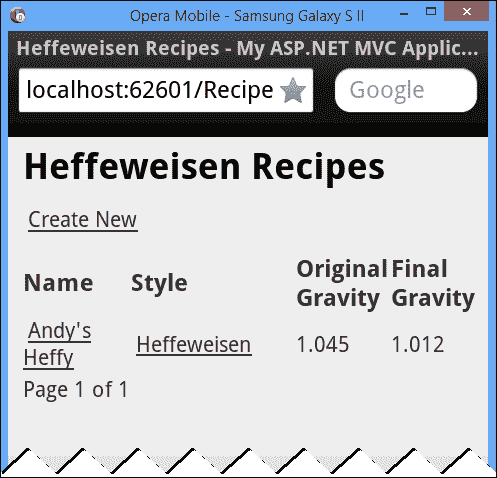 Opera Mobile - Samsung Galaxy S II
Heffeweisen Recipes - My ASP.NET MVC Applic...
localhost:62601/Recipe
Google
Heffeweisen Recipes
Create New
Name Style Original Gravity Final Gravity
Andy's Heffy Heffeweisen 1.045 1.012
Page 1 of 1